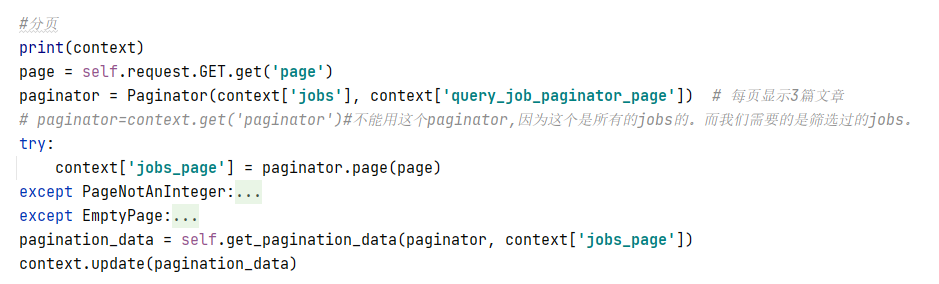 #分页
print(context)
page = self.request.GET.get('page')
paginator = Paginator(context['jobs'], context['query_job_paginator_page'])  # 每页显示3篇文章
# paginator=context.get('paginator')#不能用这个paginator,因为这个是所有的jobs的.而我们需要的是筛选过的jobs.
try:
    context['jobs_page'] = paginator.page(page)
except PageNotAnInteger:...
except EmptyPage:...
pagination_data = self.get_pagination_data(paginator, context['jobs_page'])
context.update(pagination_data)